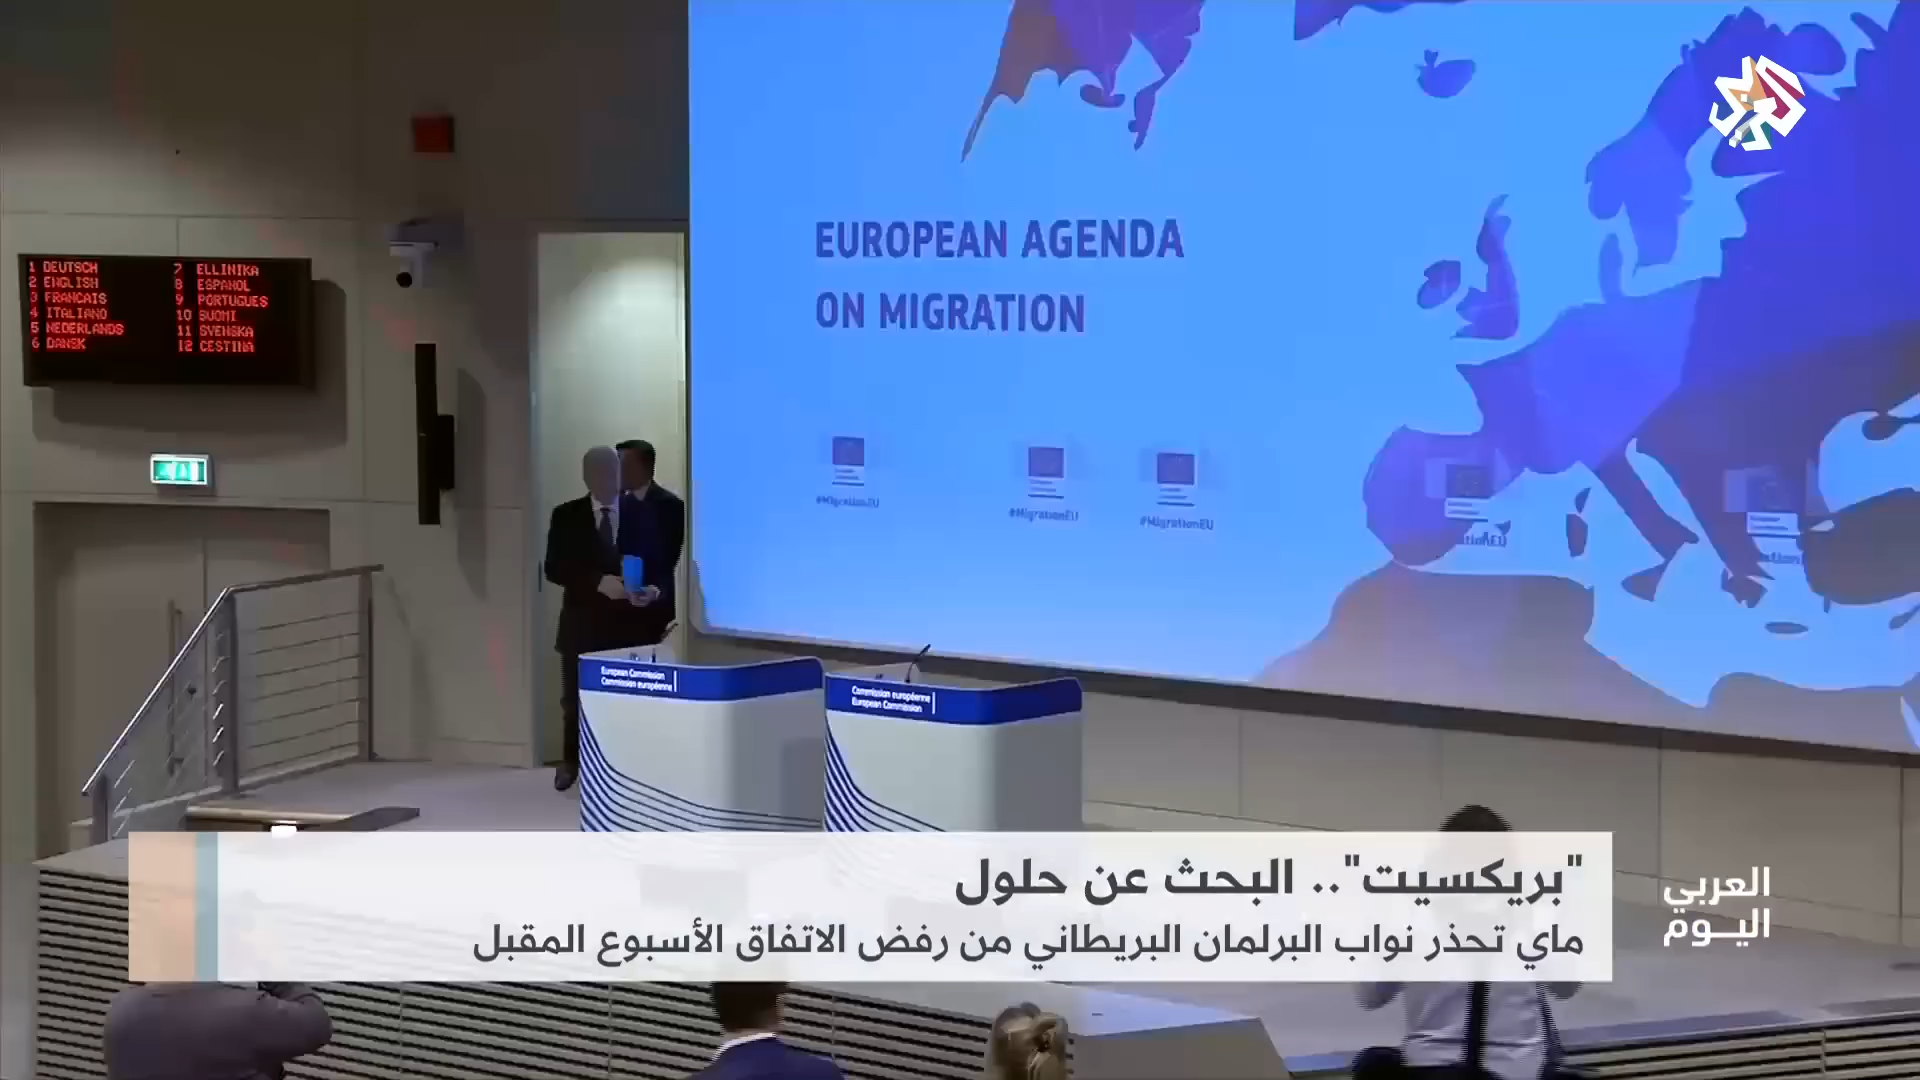 1 DEUTSCH
2 ENGLISH
3 FRANCAIS
4 ITALIANO
5 NEDERLANDS
6 DANSK
7 ELLINIKA
8 ESPANOL
9 PORTUGUES
10 SUOMI
11 SVENSKA
12 CESTINA
EUROPEAN AGENDA
ON MIGRATION
#MigrationEU
#MigrationEU
#MigrationEU
European Commission
Commission européenne
Commission européenne
European Commission
"بريكسيت".. البحث عن حلول
ماي تحذر نواب البرلمان البريطاني من رفض الاتفاق الأسبوع المقبل
العربي
اليوم